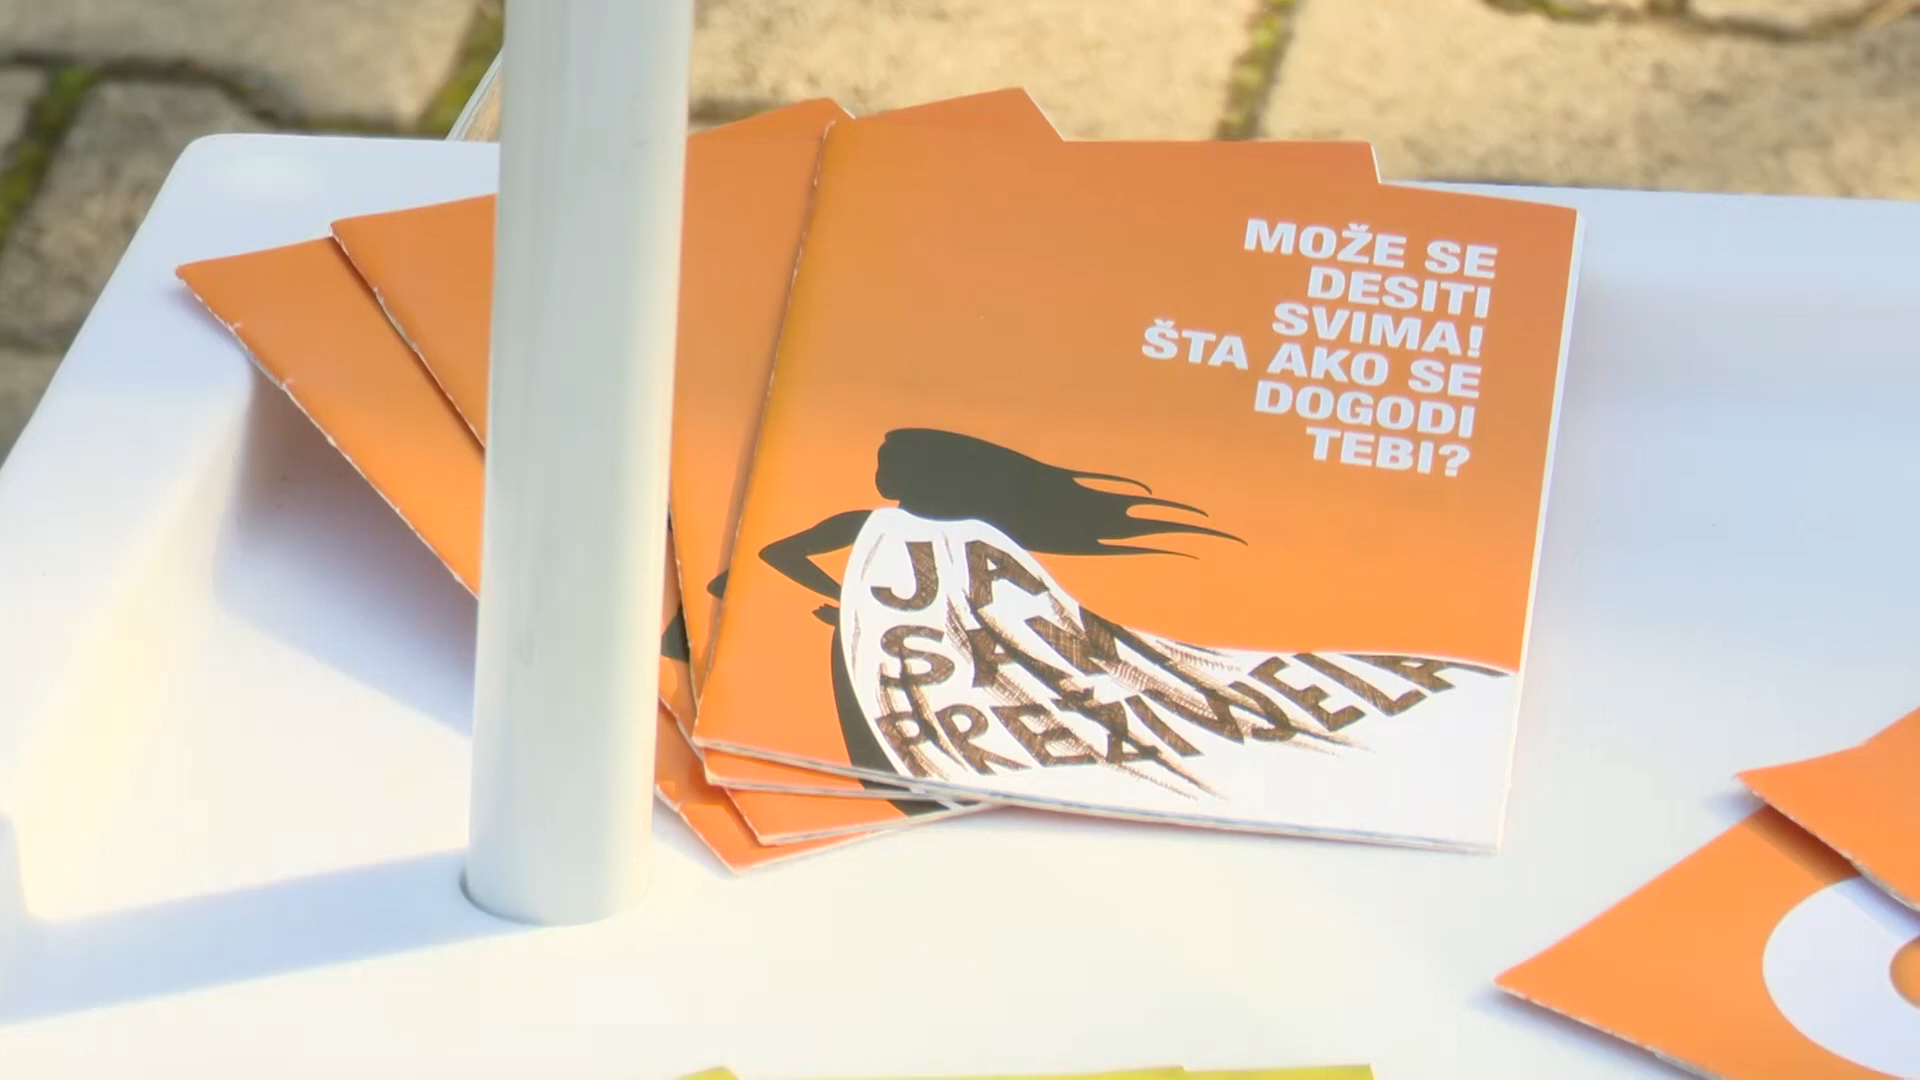 MOŽE SE
DESITI
SVIMA!
ŠTA AKO SE
DOGODI
TEBI?
JA
SAM
PREŽIVJELA